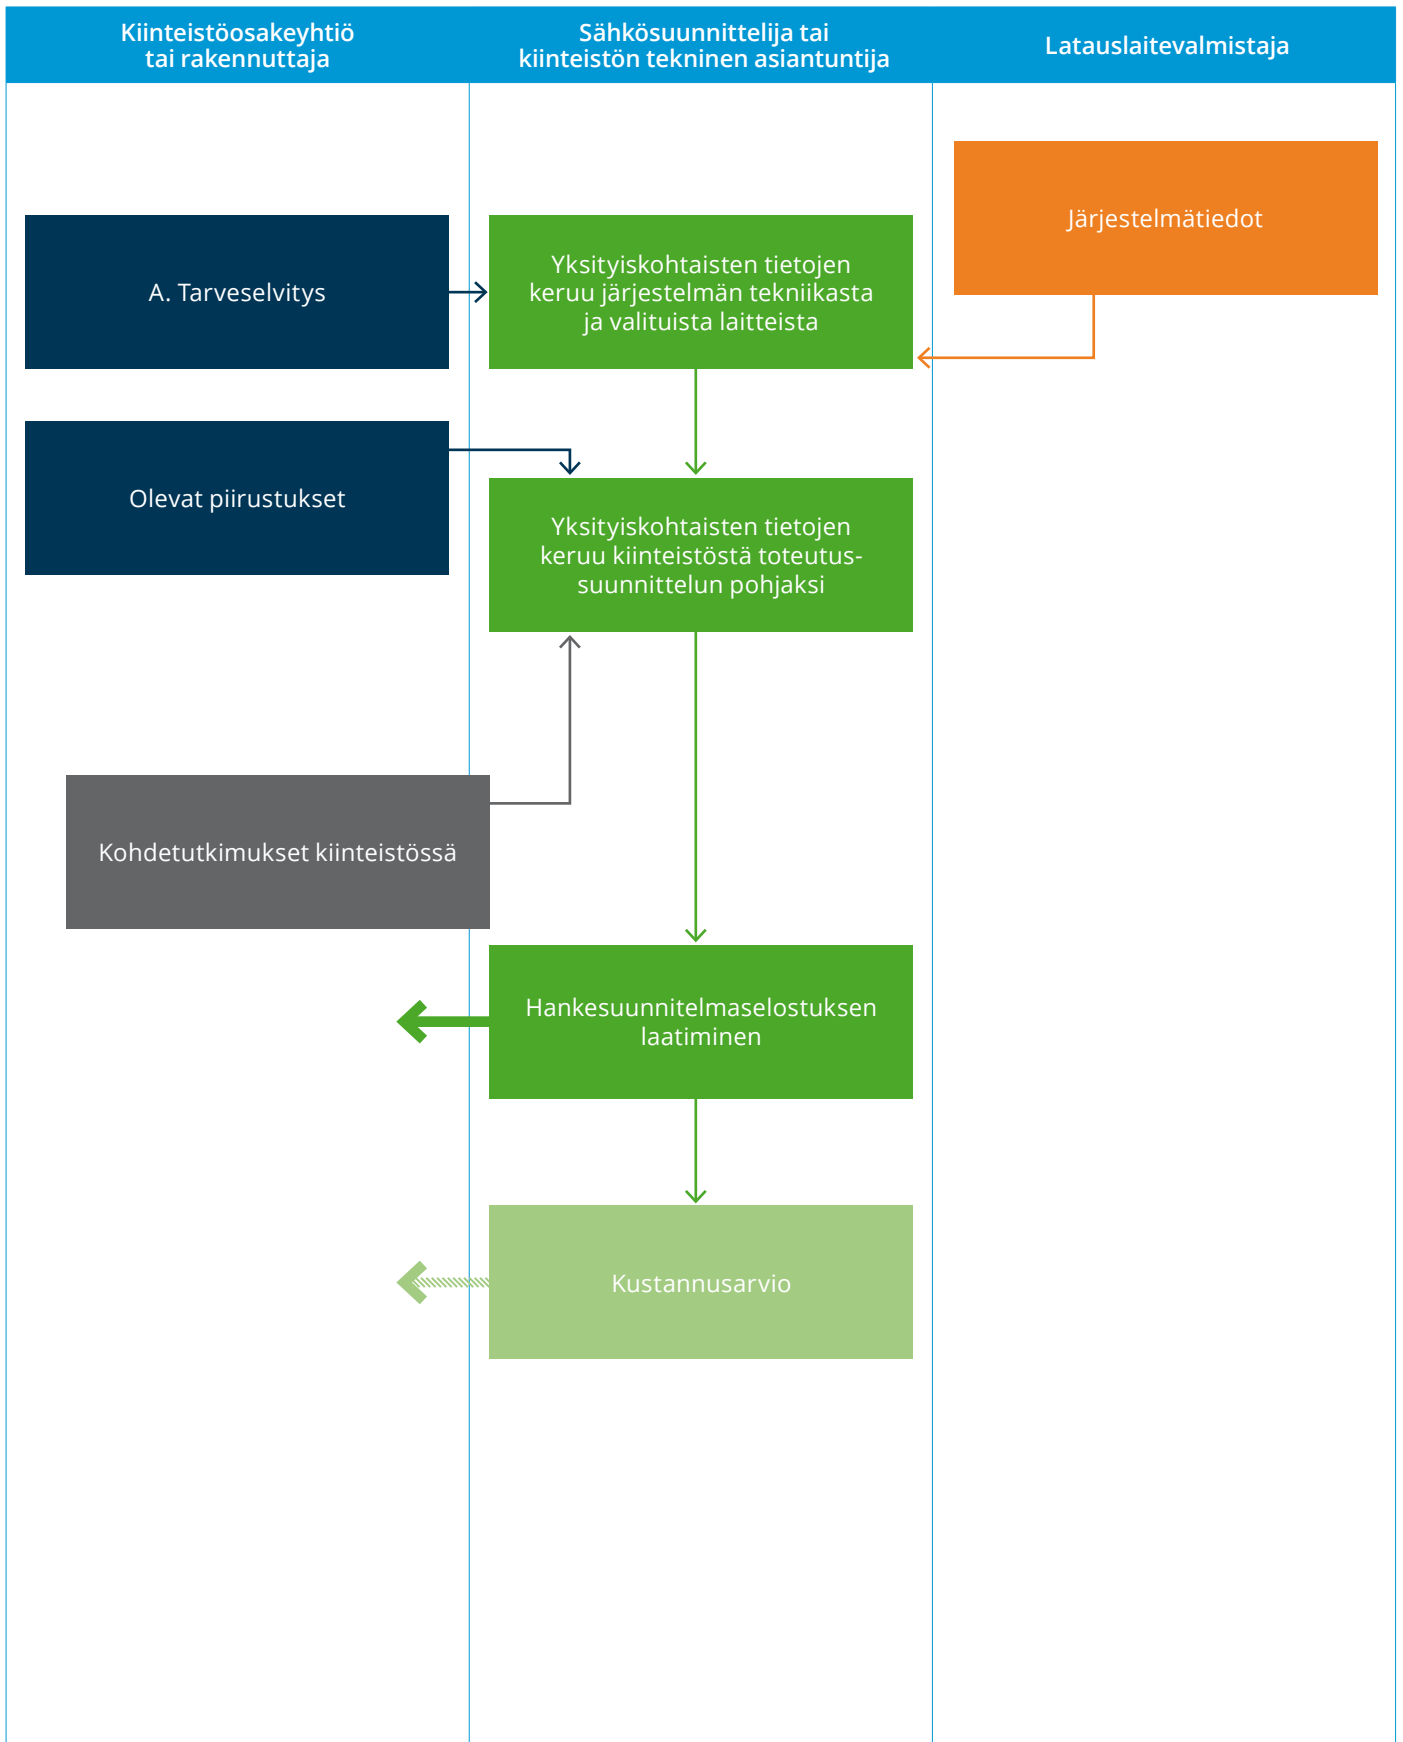 Kiinteistöosakeyhtiö
tai rakennuttaja
Sähkösuunnittelija tai
kiinteistön tekninen asiantuntija
Latauslaitevalmistaja
Järjestelmätiedot
A. Tarveselvitys
Yksityiskohtaisten tietojen
keruu järjestelmän tekniikasta
ja valituista laitteista
Olevat piirustukset
Yksityiskohtaisten tietojen
keruu kiinteistöstä toteutus-
suunnittelun pohjaksi
Kohdetutkimukset kiinteistössä
Hankesuunnitelmaselostuksen
laatiminen
Kustannusarvio